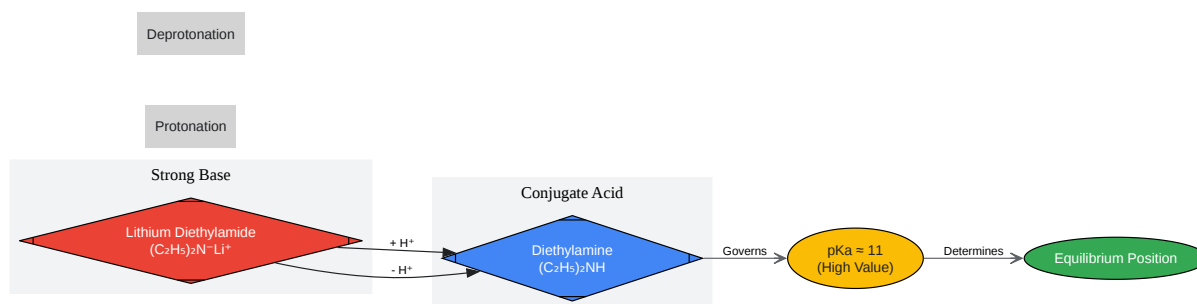 Deprotonation
Protonation
Strong Base
Lithium Diethylamide
(C₂H₅)₂N⁻Li⁺
+ H⁺
- H⁺
Conjugate Acid
Diethylamine
(C₂H₅)₂NH
Governs
pKa ≈ 11
(High Value)
Determines
Equilibrium Position